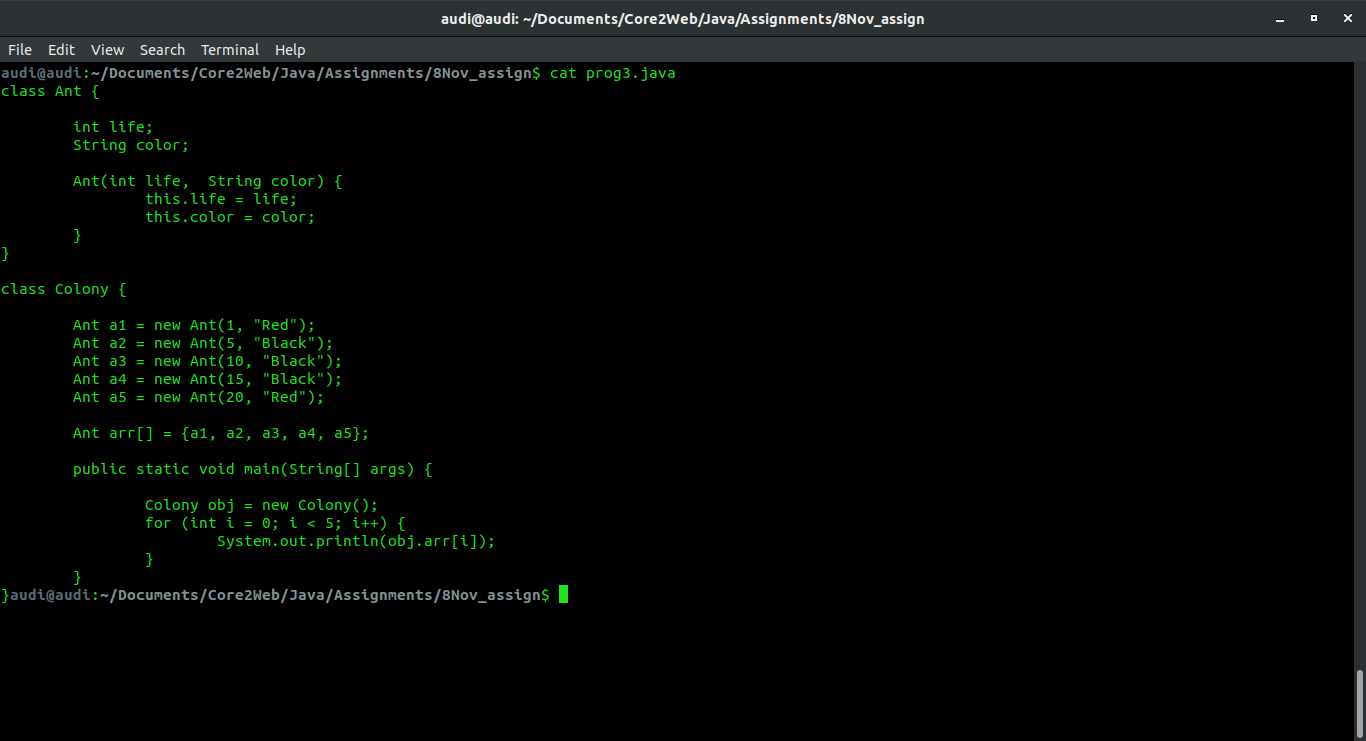 audi@audi: ~/Documents/Core2Web/Java/Assignments/8Nov_assign
File Edit View Search Terminal Help
audi@audi:~/Documents/Core2Web/Java/Assignments/8Nov_assign$ cat prog3.java
class Ant {
        int life;
        String color;
        Ant(int life,  String color) {
                this.life = life;
                this.color = color;
        }
}
class Colony {
        Ant a1 = new Ant(1, "Red");
        Ant a2 = new Ant(5, "Black");
        Ant a3 = new Ant(10, "Black");
        Ant a4 = new Ant(15, "Black");
        Ant a5 = new Ant(20, "Red");
        Ant arr[] = {a1, a2, a3, a4, a5};
        public static void main(String[] args) {
                Colony obj = new Colony();
                for (int i = 0; i < 5; i++) {
                        System.out.println(obj.arr[i]);
                }
        }
}audi@audi:~/Documents/Core2Web/Java/Assignments/8Nov_assign$